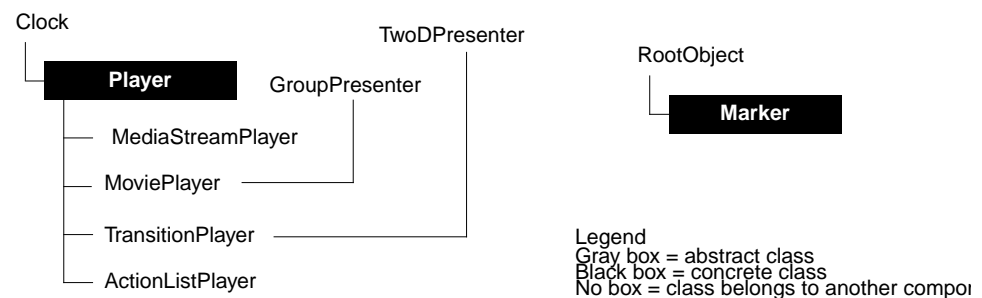 Clock
TwoDPresenter
RootObject
Player
GroupPresenter
Marker
MediaStreamPlayer
MoviePlayer
TransitionPlayer
ActionListPlayer
Legend
Gray box = abstract class
Black box = concrete class
No box = class belongs to another